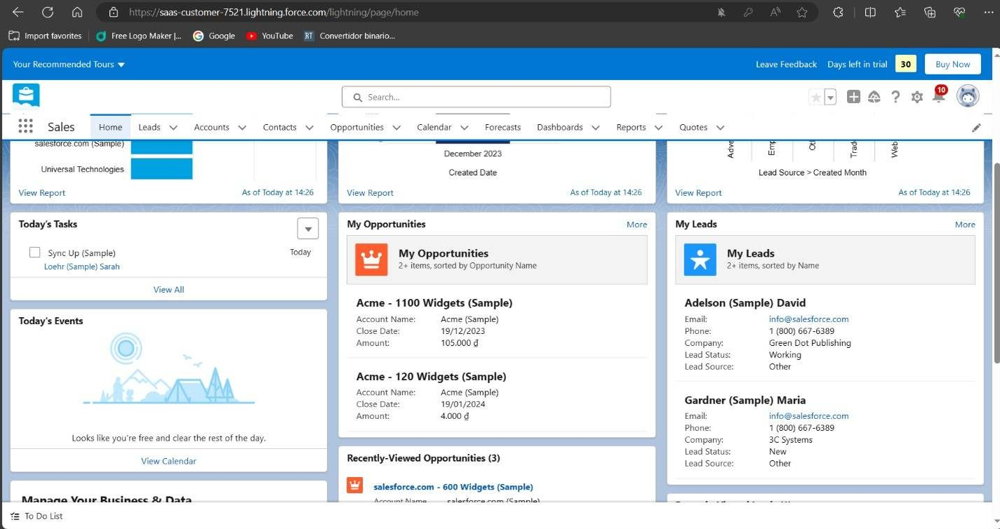 https://saas-customer-7521.lightning.force.com/lightning/page/home
Import favorites
Free Logo Maker |...
Google
YouTube
RT Convertidor binario...
Your Recommended Tours
Leave Feedback
Days left in trial
30
Buy Now
Search...
10
Sales
Home
Leads
Accounts
Contacts
Opportunities
Calendar
Forecasts
Dashboards
Reports
Quotes
salesforce.com (Sample)
Universal Technologies
View Report
As of Today at 14:26
December 2023
Created Date
View Report
As of Today at 14:26
Lead Source > Created Month
View Report
As of Today at 14:26
Today's Tasks
Sync Up (Sample)
Today
Loehr (Sample) Sarah
View All
Today's Events
Looks like you're free and clear the rest of the day.
View Calendar
Manage Your Business & Data
My Opportunities
More
My Opportunities
2+ items, sorted by Opportunity Name
Acme - 1100 Widgets (Sample)
Account Name: Acme (Sample)
Close Date: 19/12/2023
Amount: 105.000 ₫
Acme - 120 Widgets (Sample)
Account Name: Acme (Sample)
Close Date: 19/01/2024
Amount: 4.000 ₫
Recently-Viewed Opportunities (3)
salesforce.com - 600 Widgets (Sample)
Account Name salesforce.com (Sample)
My Leads
More
My Leads
2+ items, sorted by Name
Adelson (Sample) David
Email: info@salesforce.com
Phone: 1 (800) 667-6389
Company: Green Dot Publishing
Lead Status: Working
Lead Source: Other
Gardner (Sample) Maria
Email: info@salesforce.com
Phone: 1 (800) 667-6389
Company: 3C Systems
Lead Status: New
Lead Source: Other
To Do List